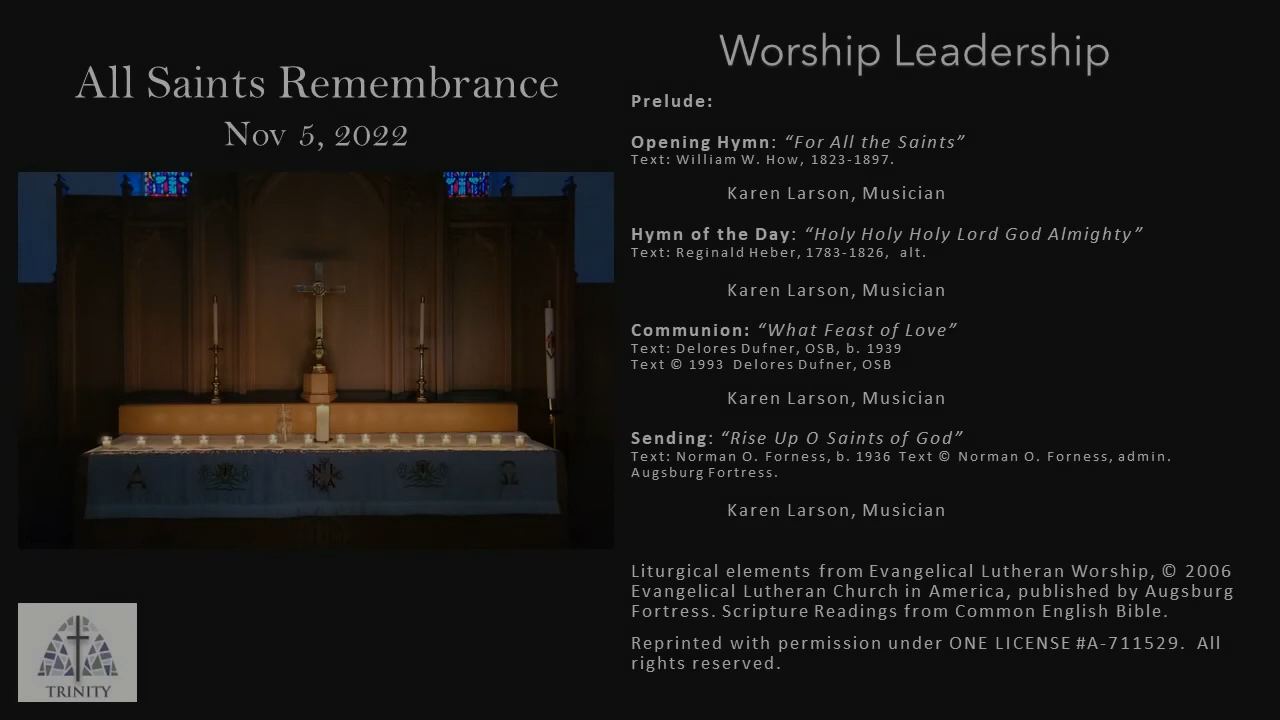 All Saints Remembrance
Nov 5, 2022
TRINITY
Worship Leadership
Prelude:
Opening Hymn: “For All the Saints”
Text: William W. How, 1823-1897.
Karen Larson, Musician
Hymn of the Day: “Holy Holy Holy Lord God Almighty”
Text: Reginald Heber, 1783-1826, alt.
Karen Larson, Musician
Communion: “What Feast of Love”
Text: Delores Dufner, OSB, b. 1939
Text © 1993 Delores Dufner, OSB
Karen Larson, Musician
Sending: “Rise Up O Saints of God”
Text: Norman O. Forness, b. 1936 Text © Norman O. Forness, admin.
Augsburg Fortress.
Karen Larson, Musician
Liturgical elements from Evangelical Lutheran Worship, © 2006
Evangelical Lutheran Church in America, published by Augsburg
Fortress. Scripture Readings from Common English Bible.
Reprinted with permission under ONE LICENSE #A-711529. All
rights reserved.